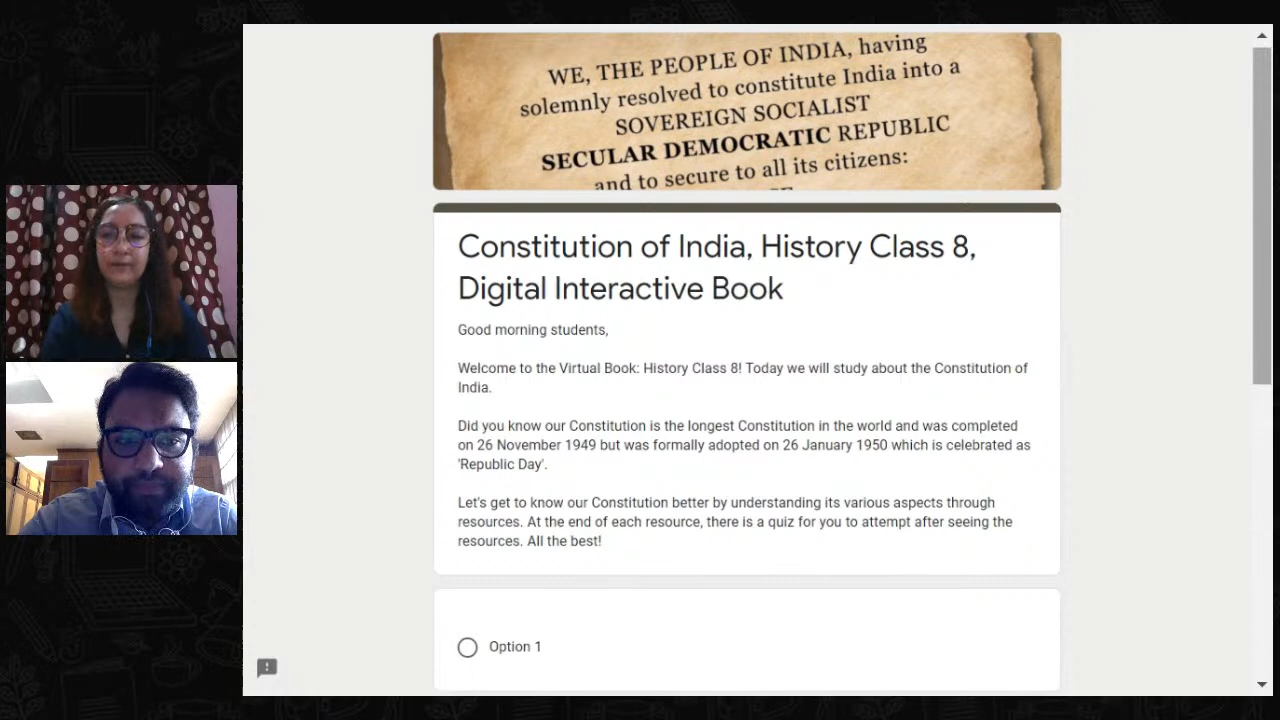 WE, THE PEOPLE OF INDIA, having
solemnly resolved to constitute India into a
SOVEREIGN SOCIALIST
SECULAR DEMOCRATIC REPUBLIC
and to secure to all its citizens:
Constitution of India, History Class 8,
Digital Interactive Book
Good morning students,
Welcome to the Virtual Book: History Class 8! Today we will study about the Constitution of
India.
Did you know our Constitution is the longest Constitution in the world and was completed
on 26 November 1949 but was formally adopted on 26 January 1950 which is celebrated as
'Republic Day'.
Let's get to know our Constitution better by understanding its various aspects through
resources. At the end of each resource, there is a quiz for you to attempt after seeing the
resources. All the best!
Option 1